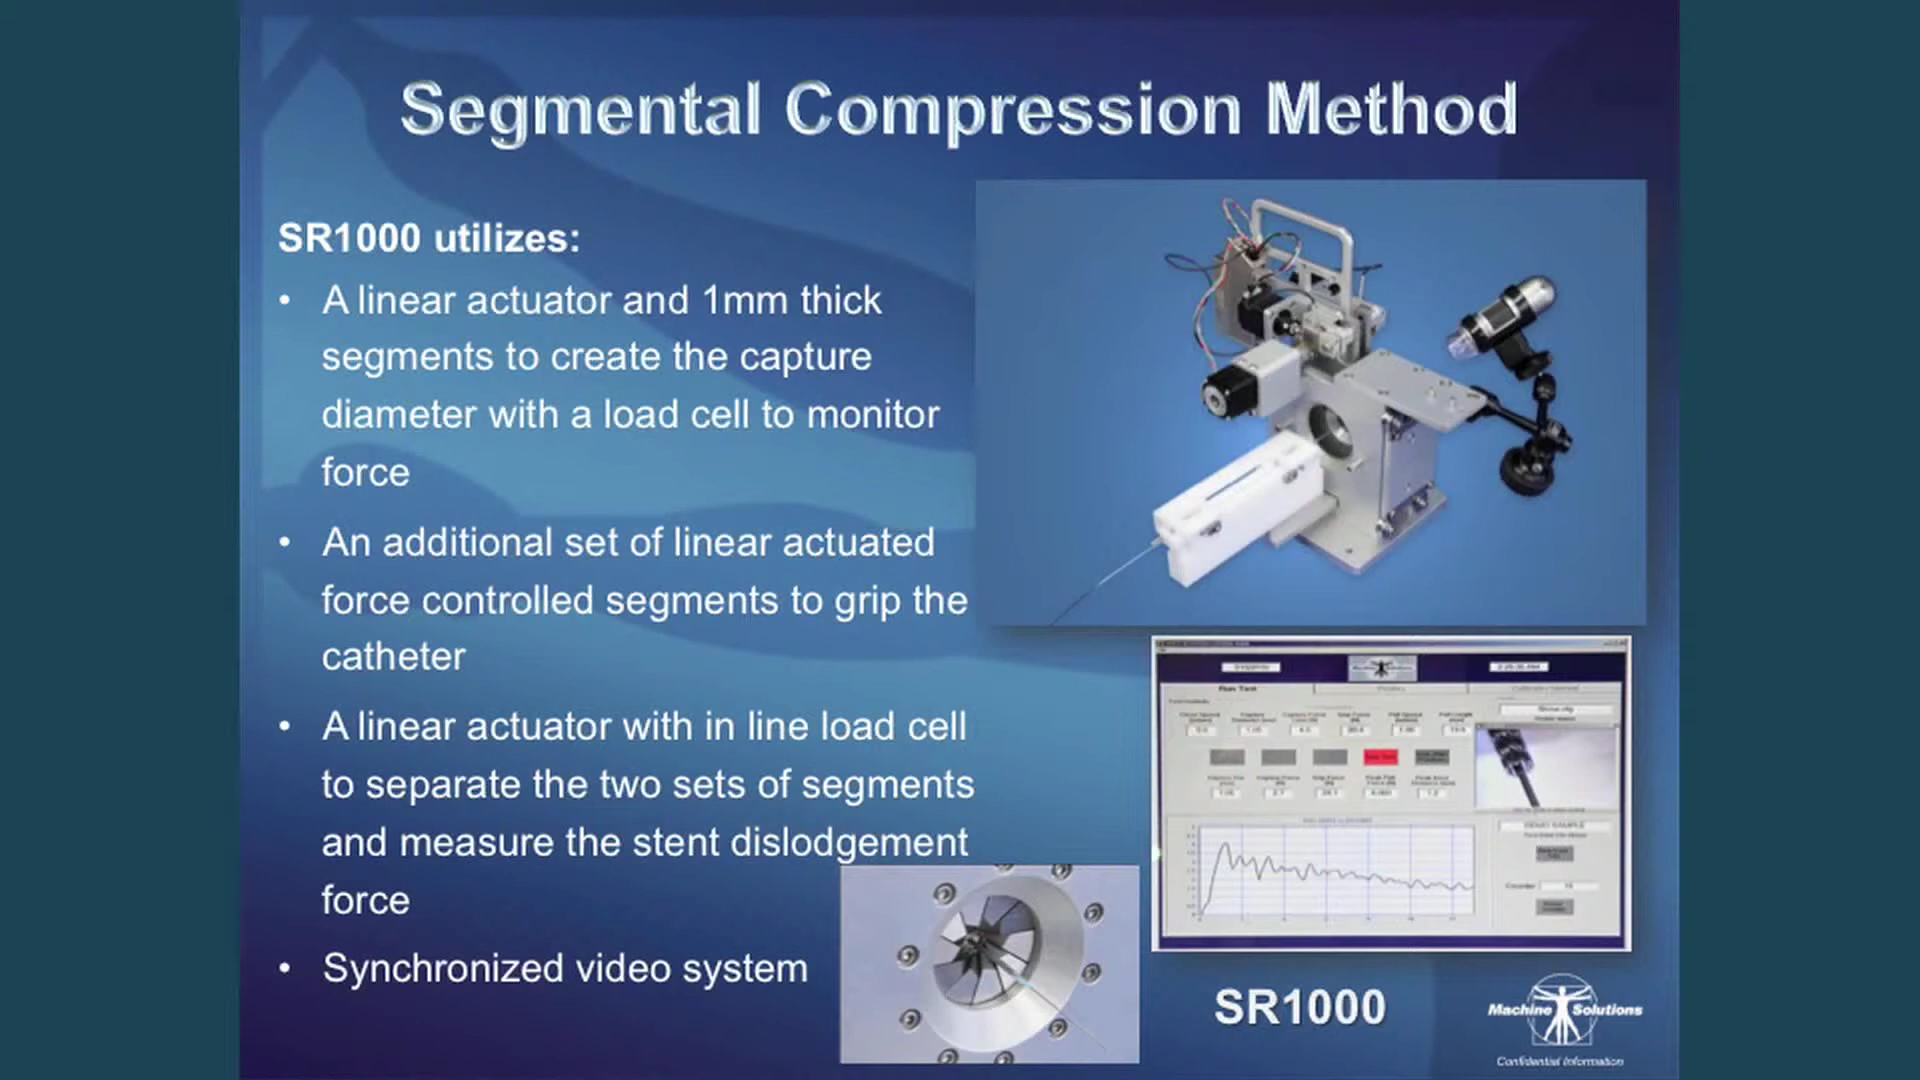 Segmental Compression Method
SR1000 utilizes:
• A linear actuator and 1mm thick
segments to create the capture
diameter with a load cell to monitor
force
• An additional set of linear actuated
force controlled segments to grip the
catheter
• A linear actuator with in line load cell
to separate the two sets of segments
and measure the stent dislodgement
force
• Synchronized video system
Run Test
SR1000
Machine Solutions
Confidential Information